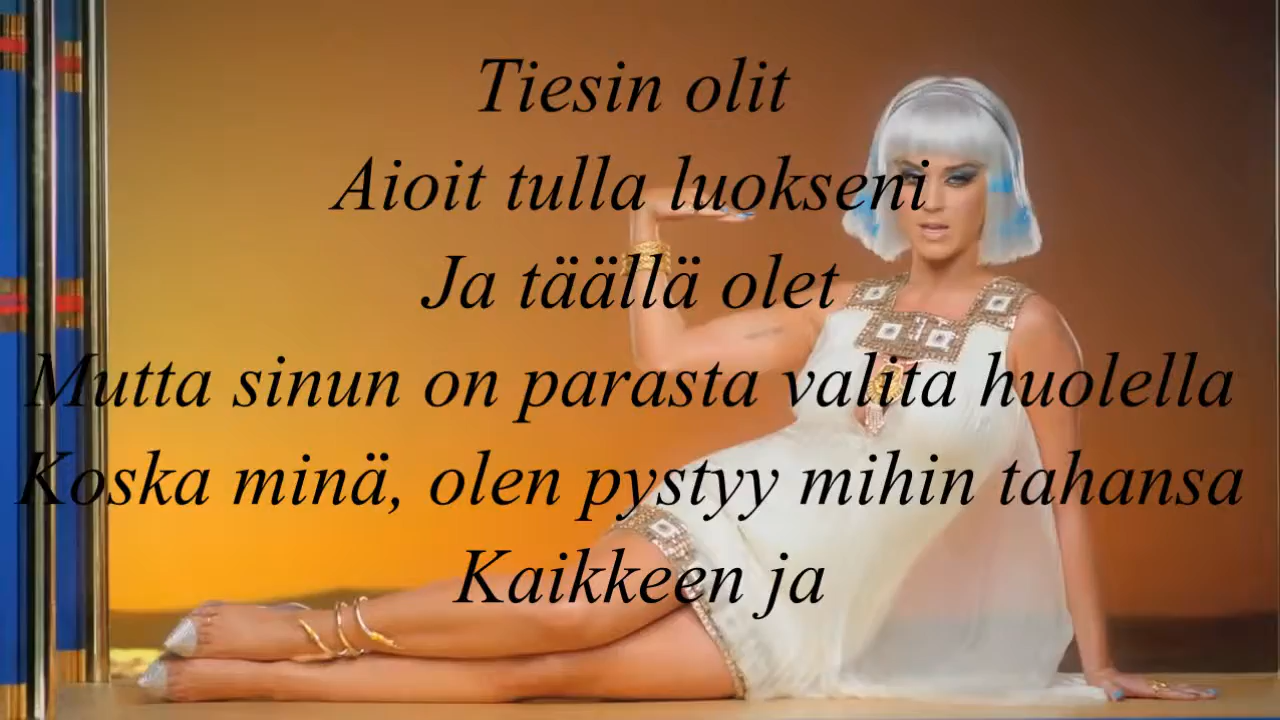 Tiesin olit
Aioit tulla luokseni
Ja täällä olet
Mutta sinun on parasta valita huolella
Koska minä, olen pystyy mihin tahansa
Kaikkeen ja